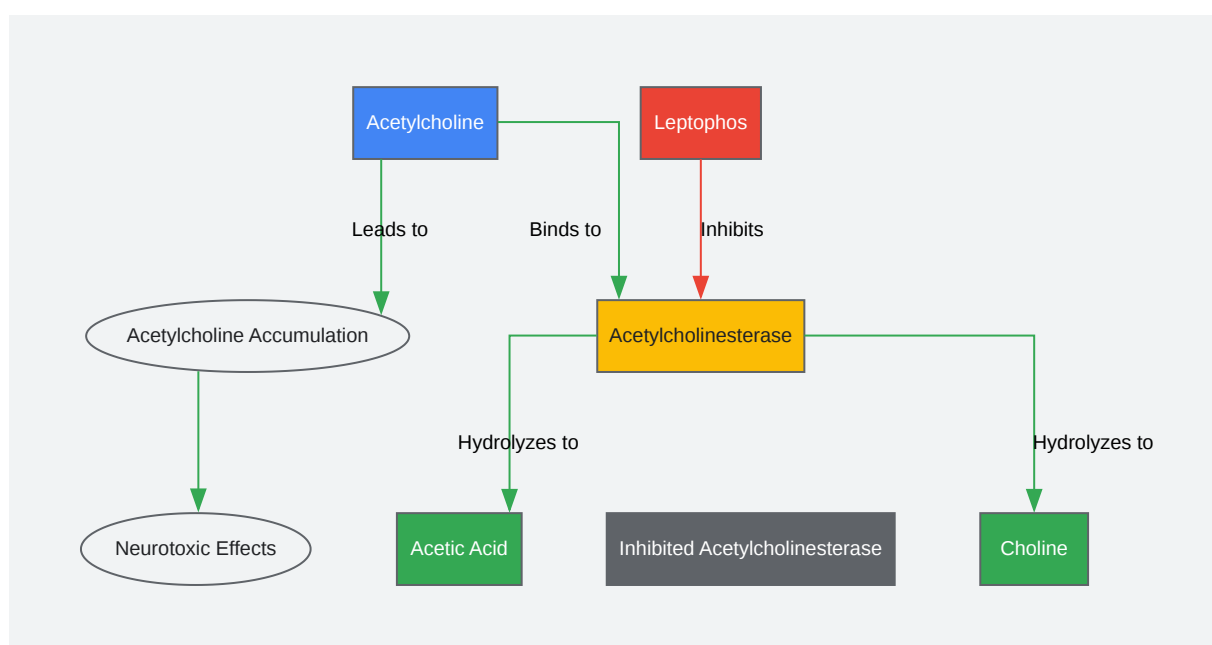 Acetylcholine
Leptophos
Leads to
Binds to
Inhibits
Acetylcholine Accumulation
Acetylcholinesterase
Hydrolyzes to
Hydrolyzes to
Neurotoxic Effects
Acetic Acid
Inhibited Acetylcholinesterase
Choline